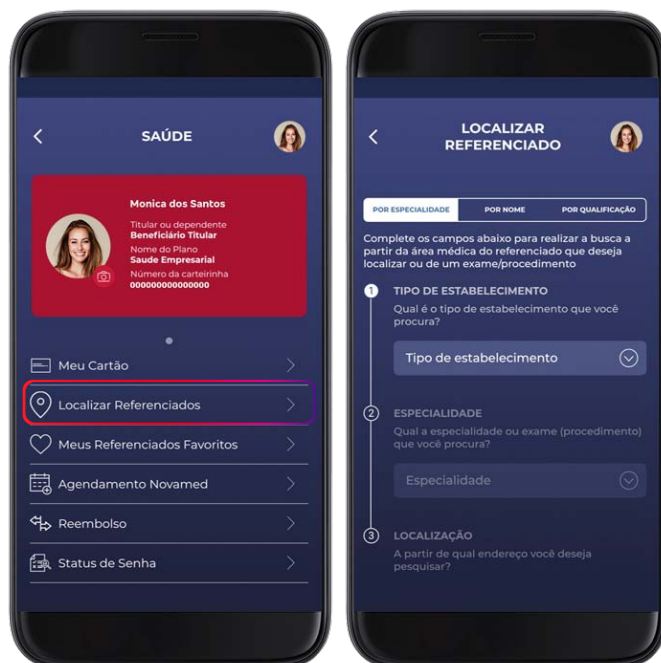 SAÚDE
Monica dos Santos
Titular ou dependente
Beneficiário Titular
Nome do Plano
Saude Empresarial
Número da carteirinha
000000000000000
Meu Cartão
Localizar Referenciados
Meus Referenciados Favoritos
Agendamento Novamed
Reembolso
Status de Senha
LOCALIZAR
REFERENCIADO
POR ESPECIALIDADE POR NOME POR QUALIFICAÇÃO
Complete os campos abaixo para realizar a busca a
partir da área médica do referenciado que deseja
localizar ou de um exame/procedimento
1 TIPO DE ESTABELECIMENTO
Qual é o tipo de estabelecimento que você
procura?
Tipo de estabelecimento
2 ESPECIALIDADE
Qual a especialidade ou exame (procedimento)
que você procura?
Especialidade
3 LOCALIZAÇÃO
A partir de qual endereço você deseja
pesquisar?